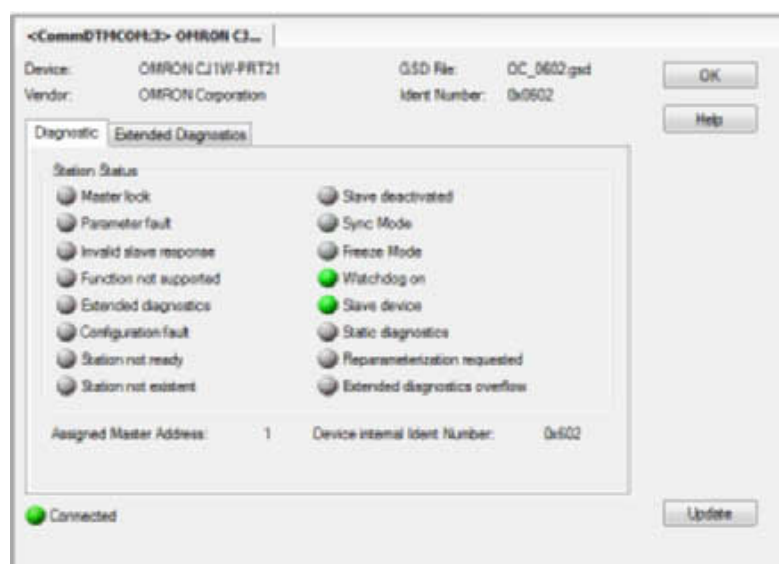 <CommDTMCOM:3> OMRON CJ...
Device: OMRON CJ1W-PRT21 GSD File: OC_0602.gsd OK
Vendor: OMRON Corporation Ident Number: 0x0602
Help
Diagnostic Extended Diagnostics
Station Status
Master lock Slave deactivated
Parameter fault Sync Mode
Invalid slave response Freeze Mode
Function not supported Watchdog on
Extended diagnostics Slave device
Configuration fault Static diagnostics
Station not ready Reparameterization requested
Station not existent Extended diagnostics overflow
Assigned Master Address: 1 Device internal Ident Number: 0x602
Connected Update